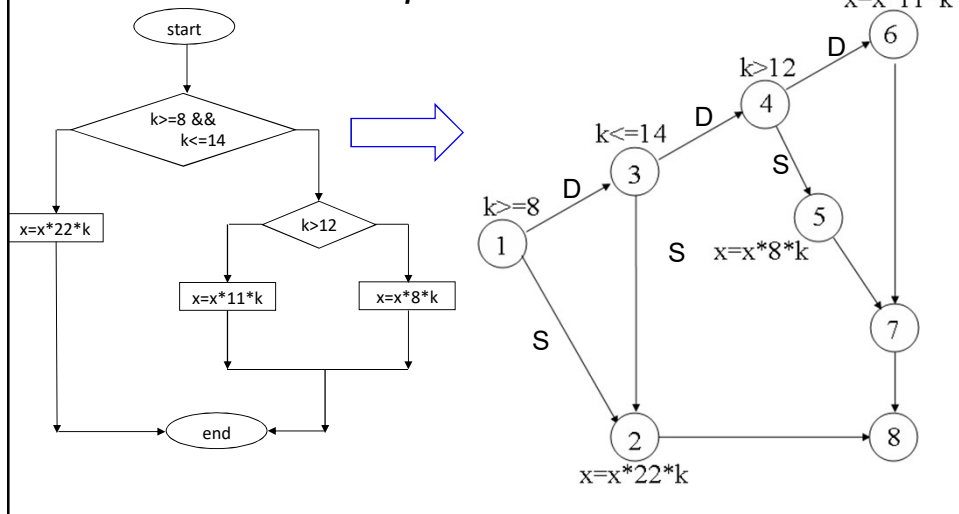 start
k>=8 &&
k<=14
x=x*22*k
k>12
x=x*11*k
x=x*8*k
end
6
D
k>12
4
D
k<=14
3
S
D
k>=8
5
1
S
x=x*8*k
7
S
2
8
x=x*22*k